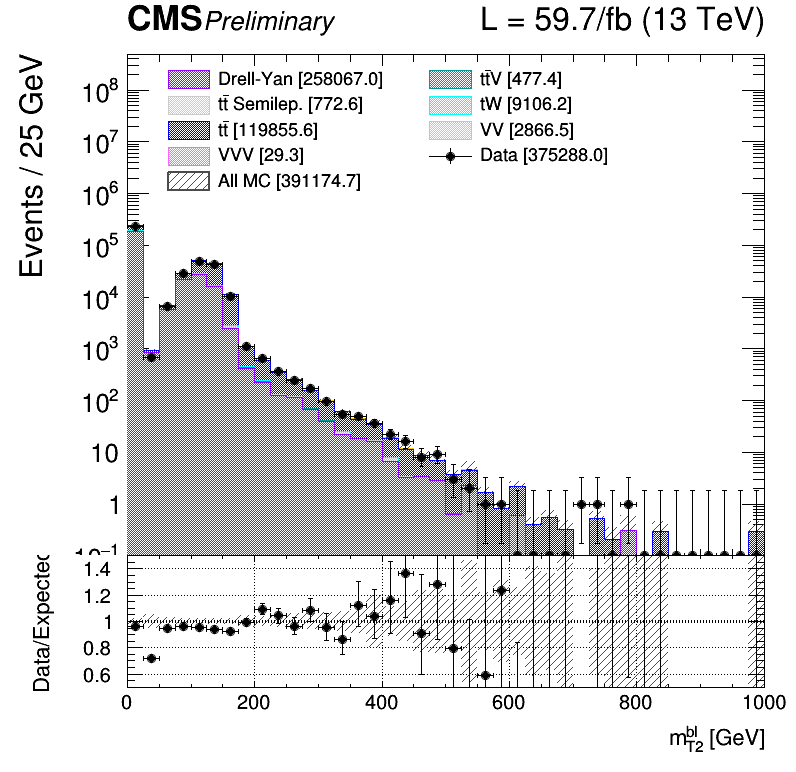 CMS Preliminary L = 59.7/fb (13 TeV)
Events / 25 GeV
10⁸
10⁷
10⁶
10⁵
10⁴
10³
10²
10
1
10⁻¹
Drell-Yan [258067.0]
tt̄ Semilep. [772.6]
tt̄ [119855.6]
VVV [29.3]
All MC [391174.7]
tt̄V [477.4]
tW [9106.2]
VV [2866.5]
Data [375288.0]
Data/Expected
1.4
1.2
1
0.8
0.6
0 200 400 600 800 1000
m_{T2}^{bl} [GeV]